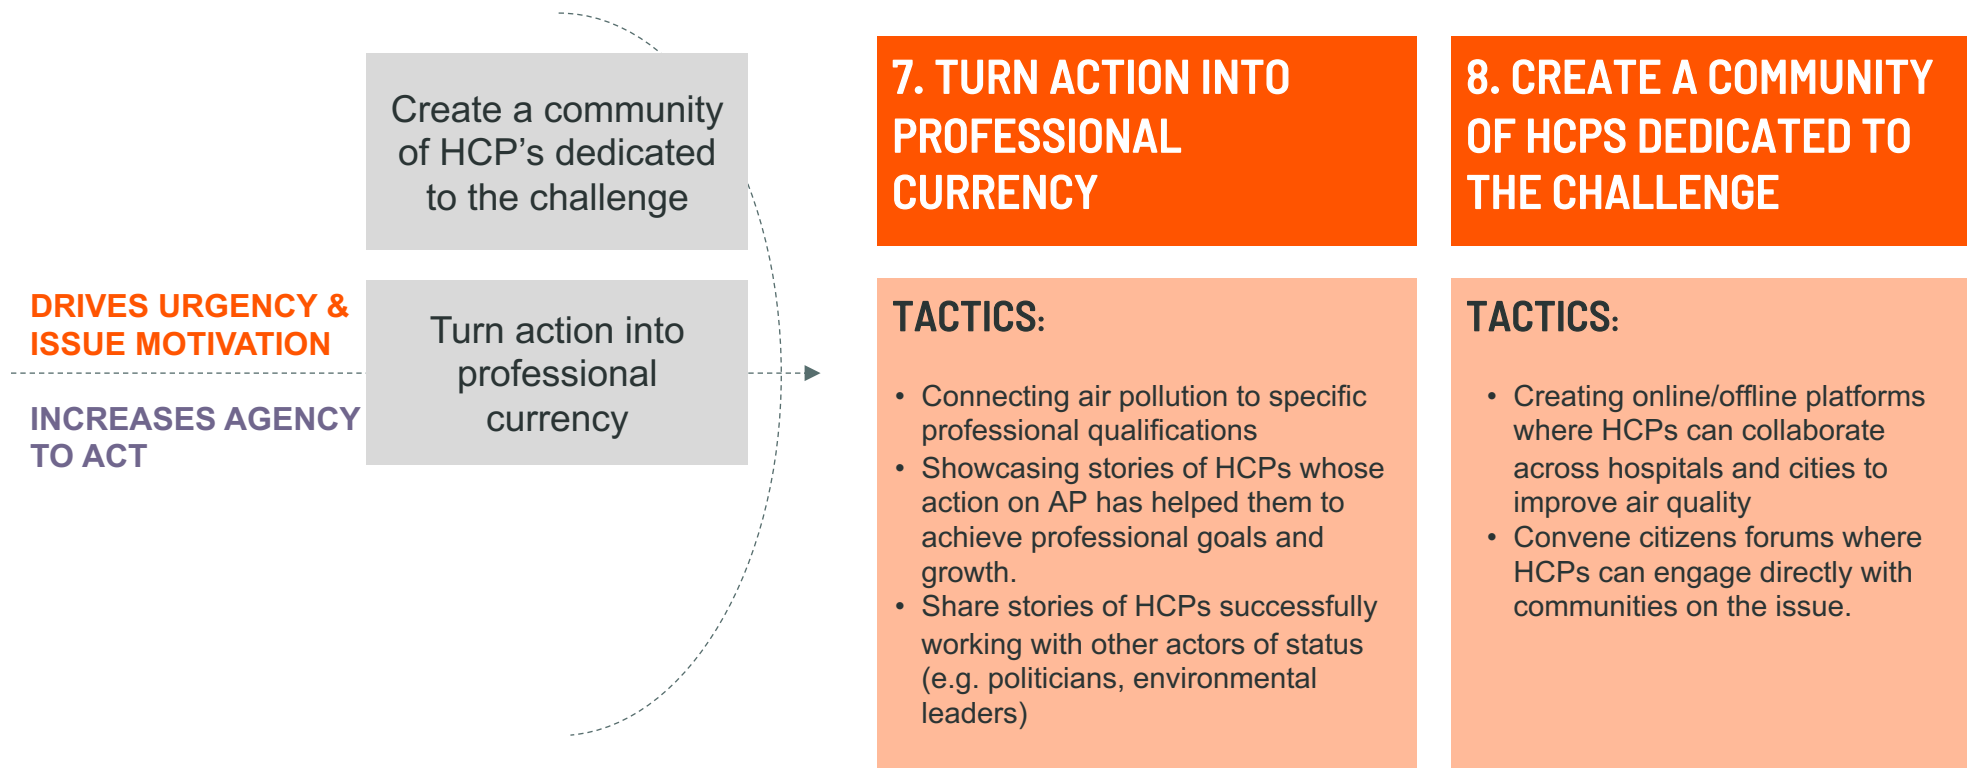 Create a community
of HCP’s dedicated
to the challenge
DRIVES URGENCY &
ISSUE MOTIVATION
INCREASES AGENCY
TO ACT
Turn action into
professional
currency
7. TURN ACTION INTO
PROFESSIONAL
CURRENCY
TACTICS:
• Connecting air pollution to specific
professional qualifications
• Showcasing stories of HCPs whose
action on AP has helped them to
achieve professional goals and
growth.
• Share stories of HCPs successfully
working with other actors of status
(e.g. politicians, environmental
leaders)
8. CREATE A COMMUNITY
OF HCPS DEDICATED TO
THE CHALLENGE
TACTICS:
• Creating online/offline platforms
where HCPs can collaborate
across hospitals and cities to
improve air quality
• Convene citizens forums where
HCPs can engage directly with
communities on the issue.